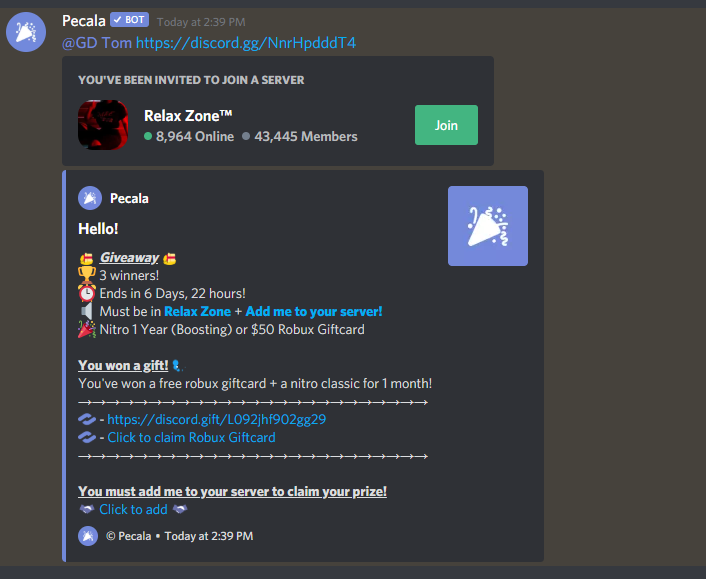 Pecala ✓ BOT Today at 2:39 PM
@GD Tom https://discord.gg/NnrHpdddT4
YOU'VE BEEN INVITED TO JOIN A SERVER
Relax Zone™
8,964 Online 43,445 Members
Join
Pecala
Hello!
Giveaway
3 winners!
Ends in 6 Days, 22 hours!
Must be in Relax Zone + Add me to your server!
Nitro 1 Year (Boosting) or $50 Robux Giftcard
You won a gift!
You've won a free robux giftcard + a nitro classic for 1 month!
- https://discord.gift/L092jhf902gg29
- Click to claim Robux Giftcard
You must add me to your server to claim your prize!
Click to add
© Pecala • Today at 2:39 PM